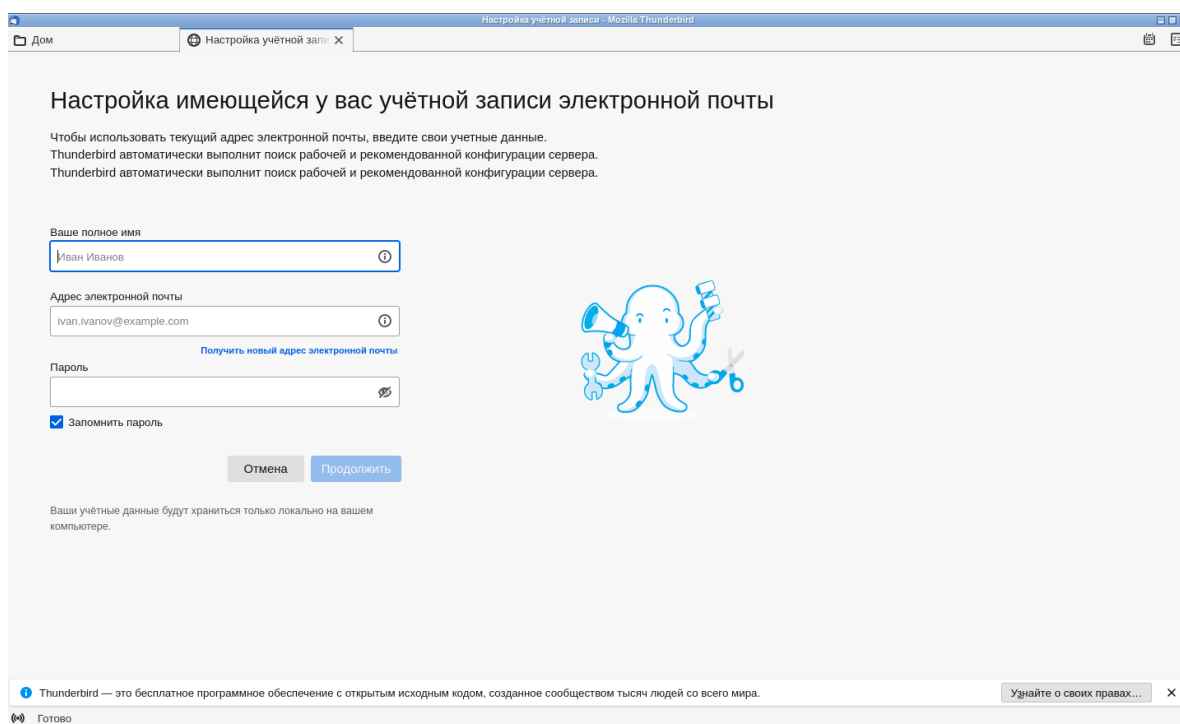 Настройка учётной записи - Mozilla Thunderbird
Дом
Настройка учётной запи
Настройка имеющейся у вас учётной записи электронной почты
Чтобы использовать текущий адрес электронной почты, введите свои учетные данные.
Thunderbird автоматически выполнит поиск рабочей и рекомендованной конфигурации сервера.
Thunderbird автоматически выполнит поиск рабочей и рекомендованной конфигурации сервера.
Ваше полное имя
Иван Иванов
Адрес электронной почты
ivan.ivanov@example.com
Получить новый адрес электронной почты
Пароль
Запомнить пароль
Отмена
Продолжить
Ваши учётные данные будут храниться только локально на вашем
компьютере.
Thunderbird — это бесплатное программное обеспечение с открытым исходным кодом, созданное сообществом тысяч людей со всего мира.
Узнайте о своих правах…
Готово